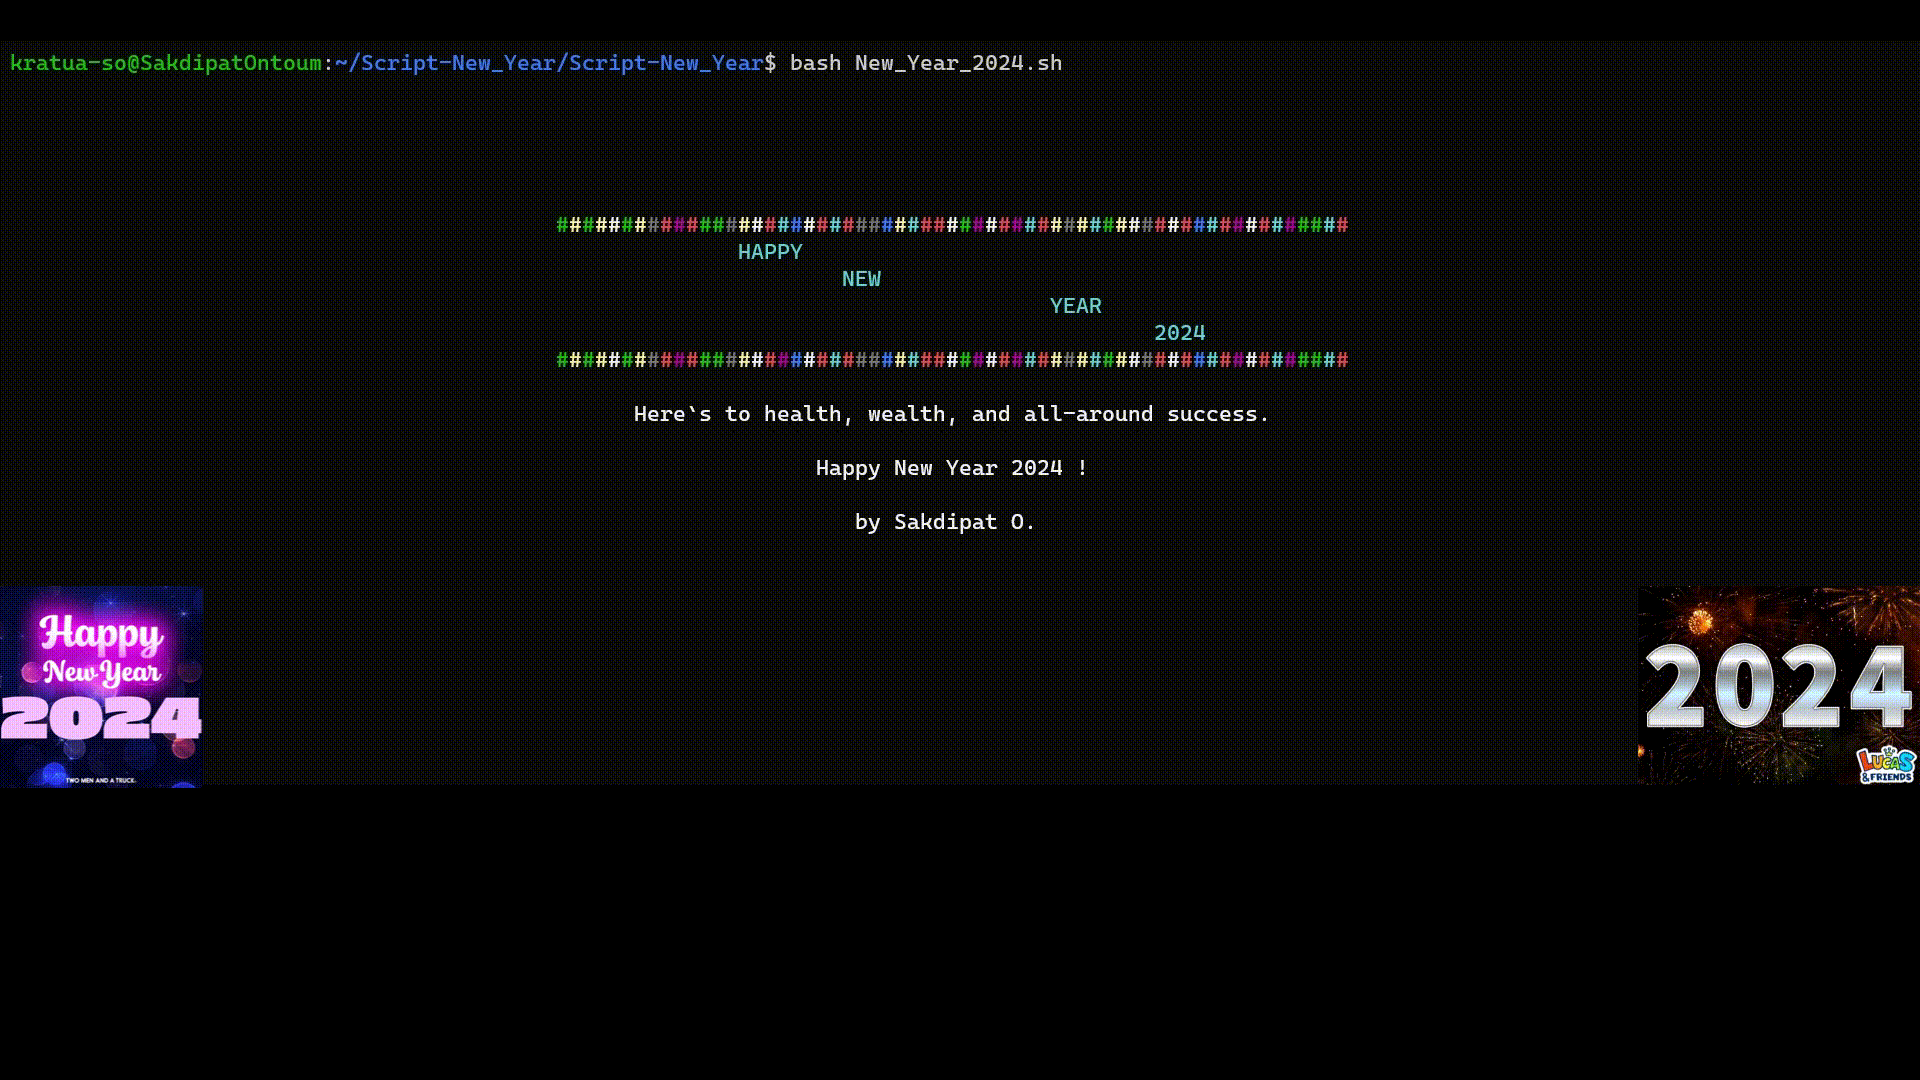 kratua-so@SakdipatOntoum:~/Script-New_Year/Script-New_Year$ bash New_Year_2024.sh
#############################################################
HAPPY
NEW
YEAR
2024
#############################################################
Here`s to health, wealth, and all-around success.
Happy New Year 2024 !
by Sakdipat O.
Happy
New Year
2024
TWO MEN AND A TRUCK.
2024
LUCAS
& FRIENDS